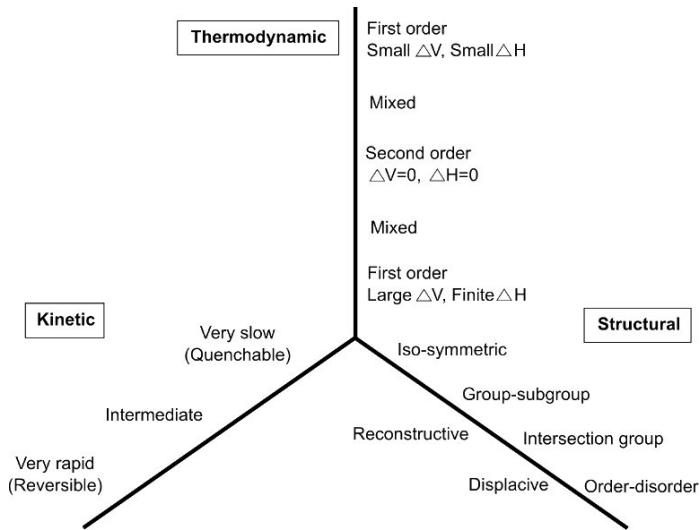 Thermodynamic
First order
Small △V, Small△H
Mixed
Second order
△V=0, △H=0
Mixed
First order
Large △V, Finite△H
Kinetic
Very slow
(Quenchable)
Intermediate
Very rapid
(Reversible)
Structural
Iso-symmetric
Group-subgroup
Reconstructive
Intersection group
Displacive
Order-disorder